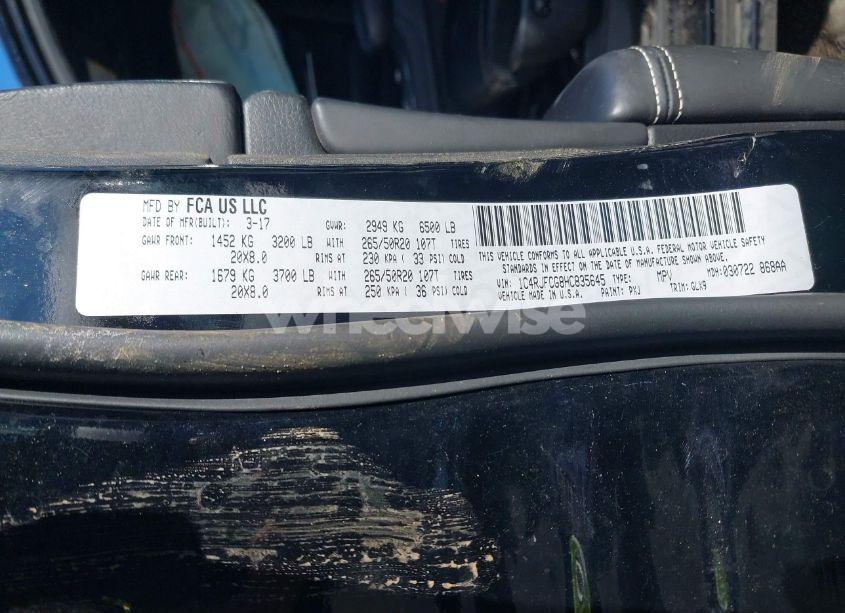 MFD BY FCA US LLC
DATE OF MFR(BUILT): 3-17 GVWR: 2949 KG 6500 LB
GAWR FRONT: 1452 KG 3200 LB WITH 265/50R20 107T TIRES
20X8.0 RIMS AT 230 KPA ( 33 PSI) COLD
GAWR REAR: 1679 KG 3700 LB WITH 265/50R20 107T TIRES
20X8.0 RIMS AT 250 KPA ( 36 PSI) COLD
THIS VEHICLE CONFORMS TO ALL APPLICABLE U.S.A. FEDERAL MOTOR VEHICLE SAFETY
STANDARDS IN EFFECT ON THE DATE OF MANUFACTURE SHOWN ABOVE.
VIN: 1C4RJFCG8HC835645 TYPE: MPV MDH: 030722 868AA
VEHICLE MADE IN U.S.A. PAINT: PXJ TRIM: GLX9
wheelwise